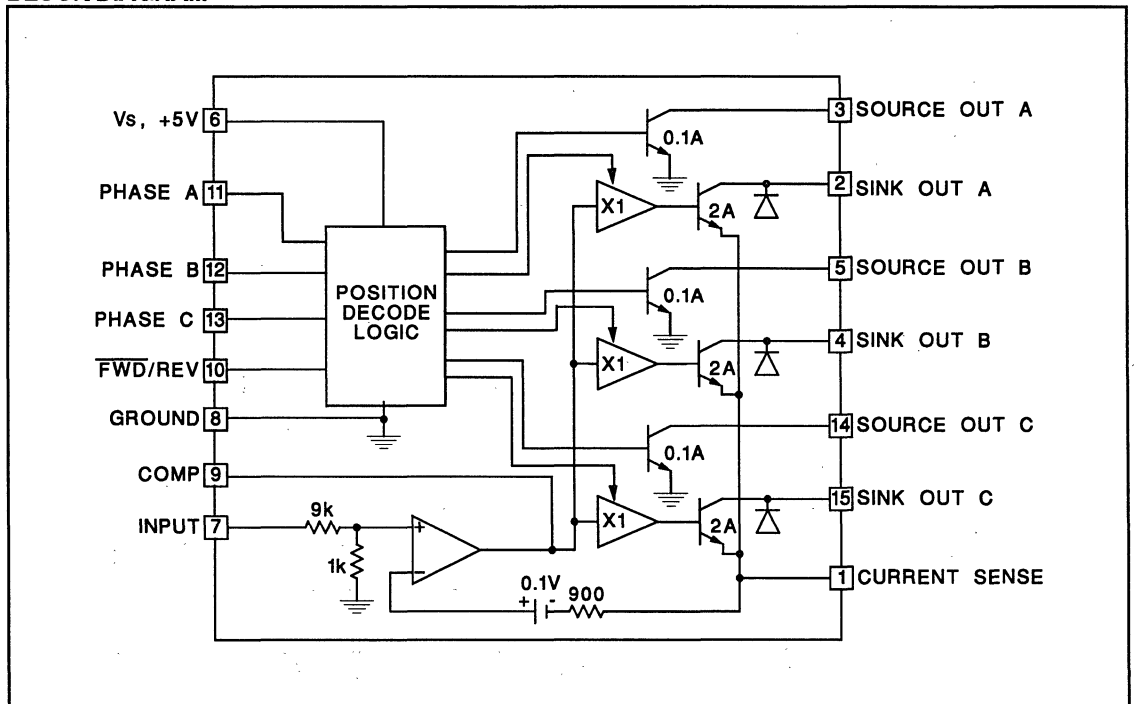 Vs, +5V 6
PHASE A 11
PHASE B 12
PHASE C 13
FWD/REV 10
GROUND 8
COMP 9
INPUT 7
POSITION
DECODE
LOGIC
9k
1k
+
−
0.1V
+ -
900
0.1A
X1
2A
0.1A
X1
2A
0.1A
X1
2A
3 SOURCE OUT A
2 SINK OUT A
5 SOURCE OUT B
4 SINK OUT B
14 SOURCE OUT C
15 SINK OUT C
1 CURRENT SENSE